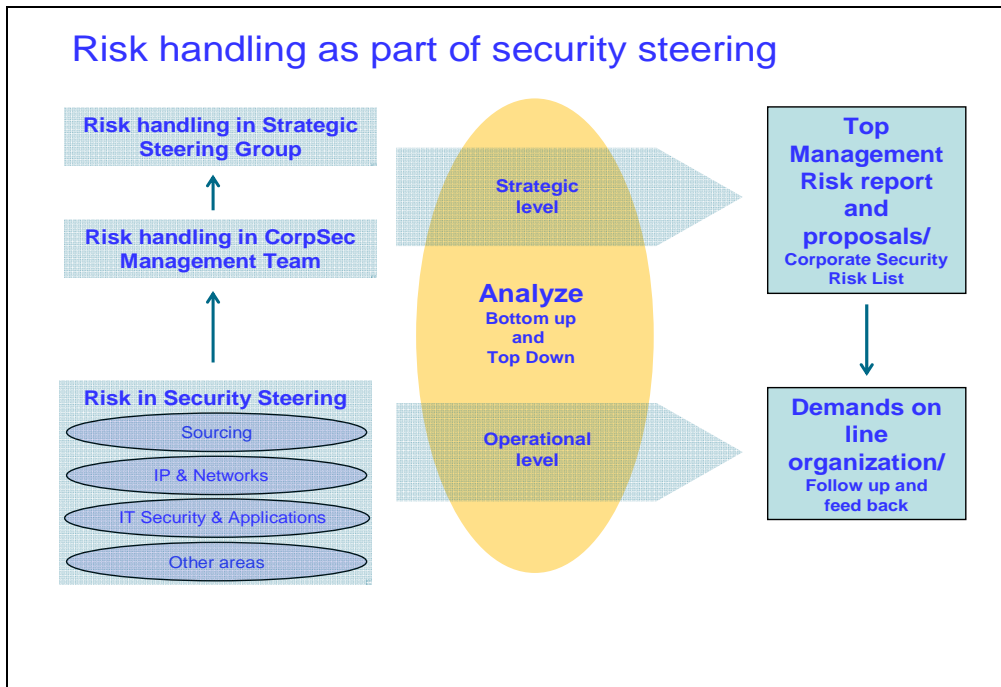 Risk handling as part of security steering
Risk handling in Strategic
Steering Group
Risk handling in CorpSec
Management Team
Risk in Security Steering
Sourcing
IP & Networks
IT Security & Applications
Other areas
Strategic
level
Analyze
Bottom up
and
Top Down
Operational
level
Top
Management
Risk report
and
proposals/
Corporate Security
Risk List
Demands on
line
organization/
Follow up and
feed back